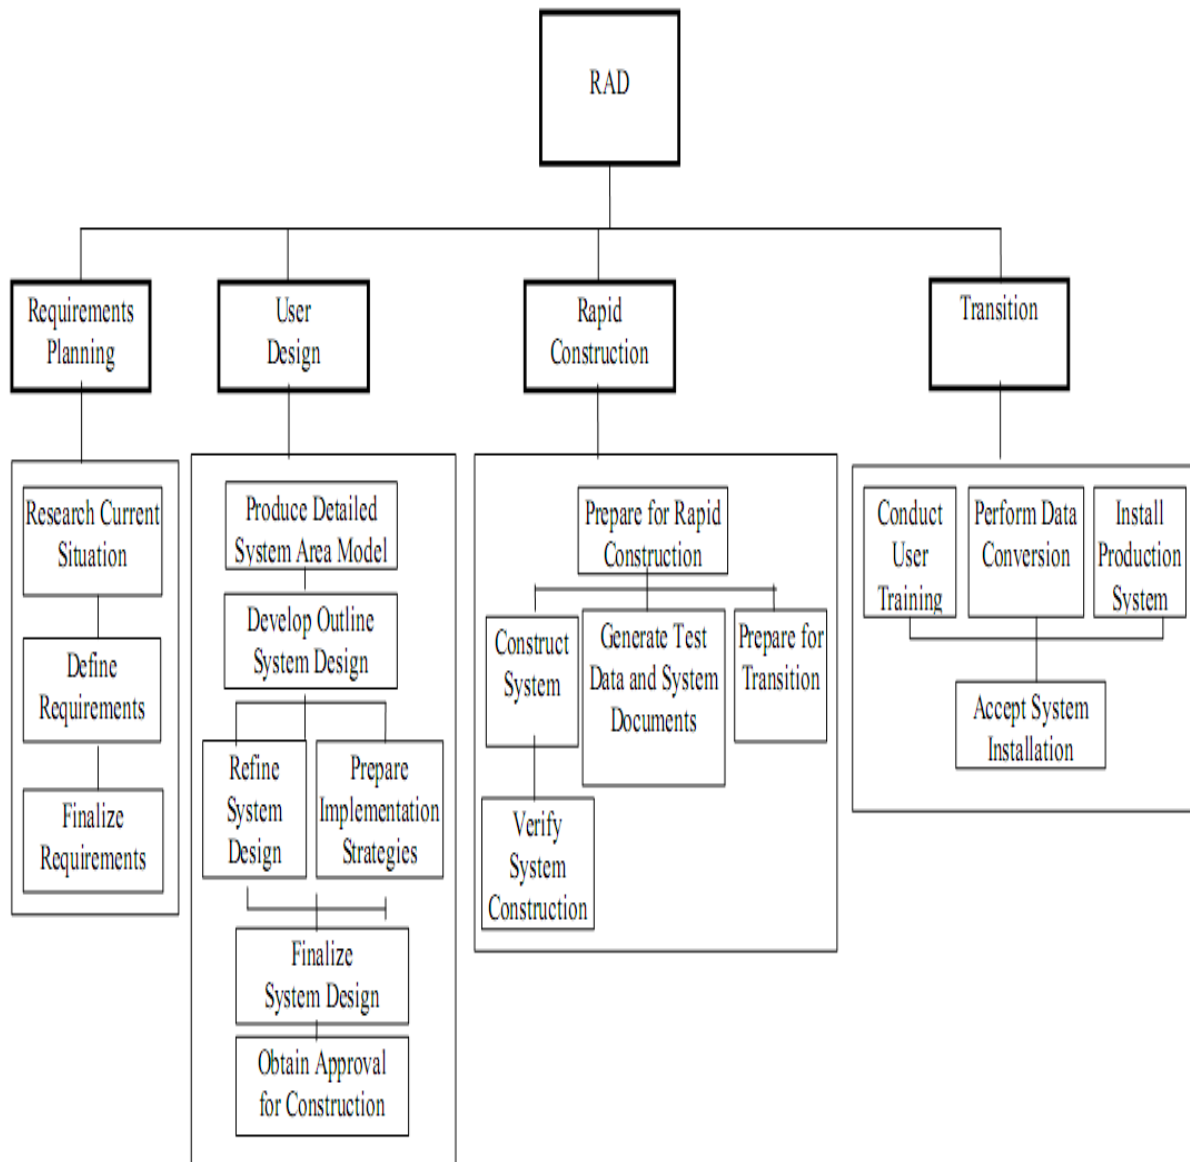 RAD
Requirements
Planning
User
Design
Rapid
Construction
Transition
Research Current
Situation
Define
Requirements
Finalize
Requirements
Produce Detailed
System Area Model
Develop Outline
System Design
Refine
System
Design
Prepare
Implementation
Strategies
Finalize
System Design
Obtain Approval
for Construction
Prepare for Rapid
Construction
Construct
System
Generate Test
Data and System
Documents
Prepare for
Transition
Verify
System
Construction
Conduct
User
Training
Perform Data
Conversion
Install
Production
System
Accept System
Installation